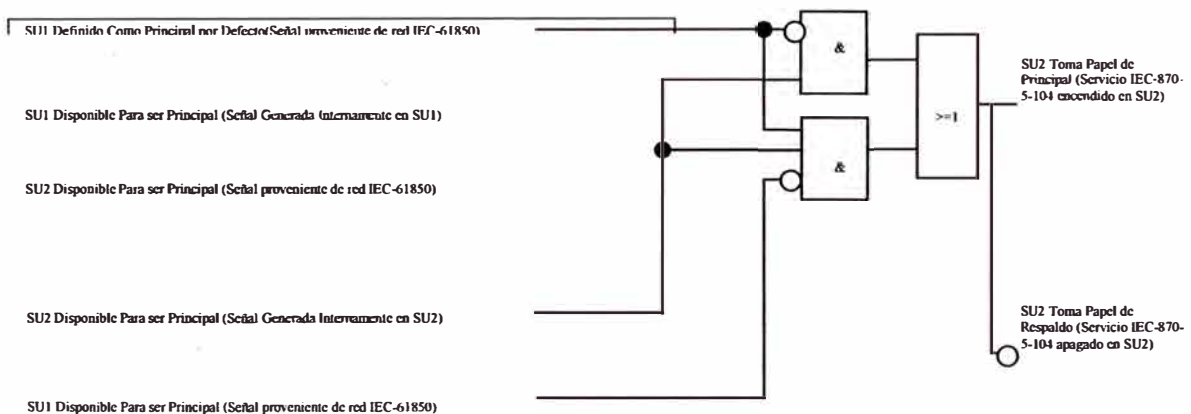 SU1 Definido Como Principal por Defecto(Señal proveniente de red IEC-61850)
&
SU2 Toma Papel de
Principal (Servicio IEC-870-
5-104 encendido en SU2)
SU1 Disponible Para ser Principal (Señal Generada Internamente en SU1)
>=1
&
SU2 Disponible Para ser Principal (Señal proveniente de red IEC-61850)
SU2 Disponible Para ser Principal (Señal Generada Internamente en SU2)
SU2 Toma Papel de
Respaldo (Servicio IEC-870-
5-104 apagado en SU2)
SU1 Disponible Para ser Principal (Señal proveniente de red IEC-61850)